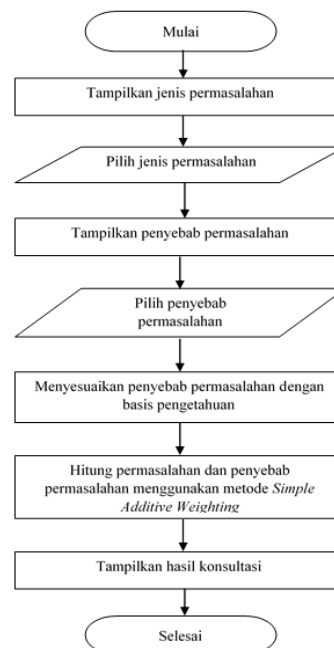 Mulai
Tampilkan jenis permasalahan
Pilih jenis permasalahan
Tampilkan penyebab permasalahan
Pilih penyebab
permasalahan
Menyesuaikan penyebab permasalahan dengan
basis pengetahuan
Hitung permasalahan dan penyebab
permasalahan menggunakan metode Simple
Additive Weighting
Tampilkan hasil konsultasi
Selesai